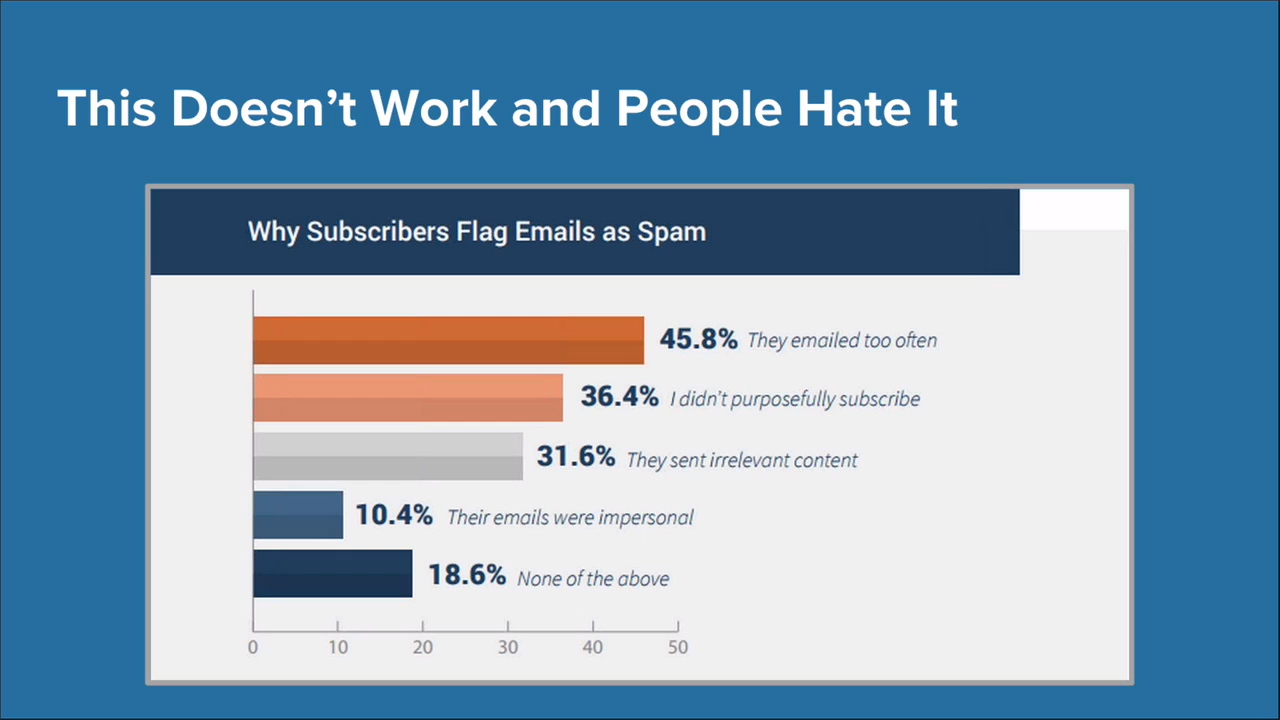 This Doesn’t Work and People Hate It
Why Subscribers Flag Emails as Spam
45.8% They emailed too often
36.4% I didn’t purposefully subscribe
31.6% They sent irrelevant content
10.4% Their emails were impersonal
18.6% None of the above
0 10 20 30 40 50